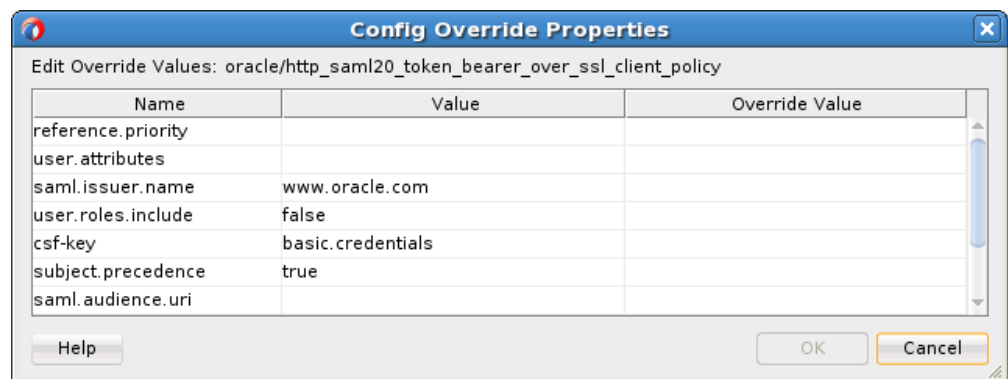 Config Override Properties
Edit Override Values: oracle/http_saml20_token_bearer_over_ssl_client_policy
Name Value Override Value
reference.priority
user.attributes
saml.issuer.name www.oracle.com
user.roles.include false
csf-key basic.credentials
subject.precedence true
saml.audience.uri
Help OK Cancel